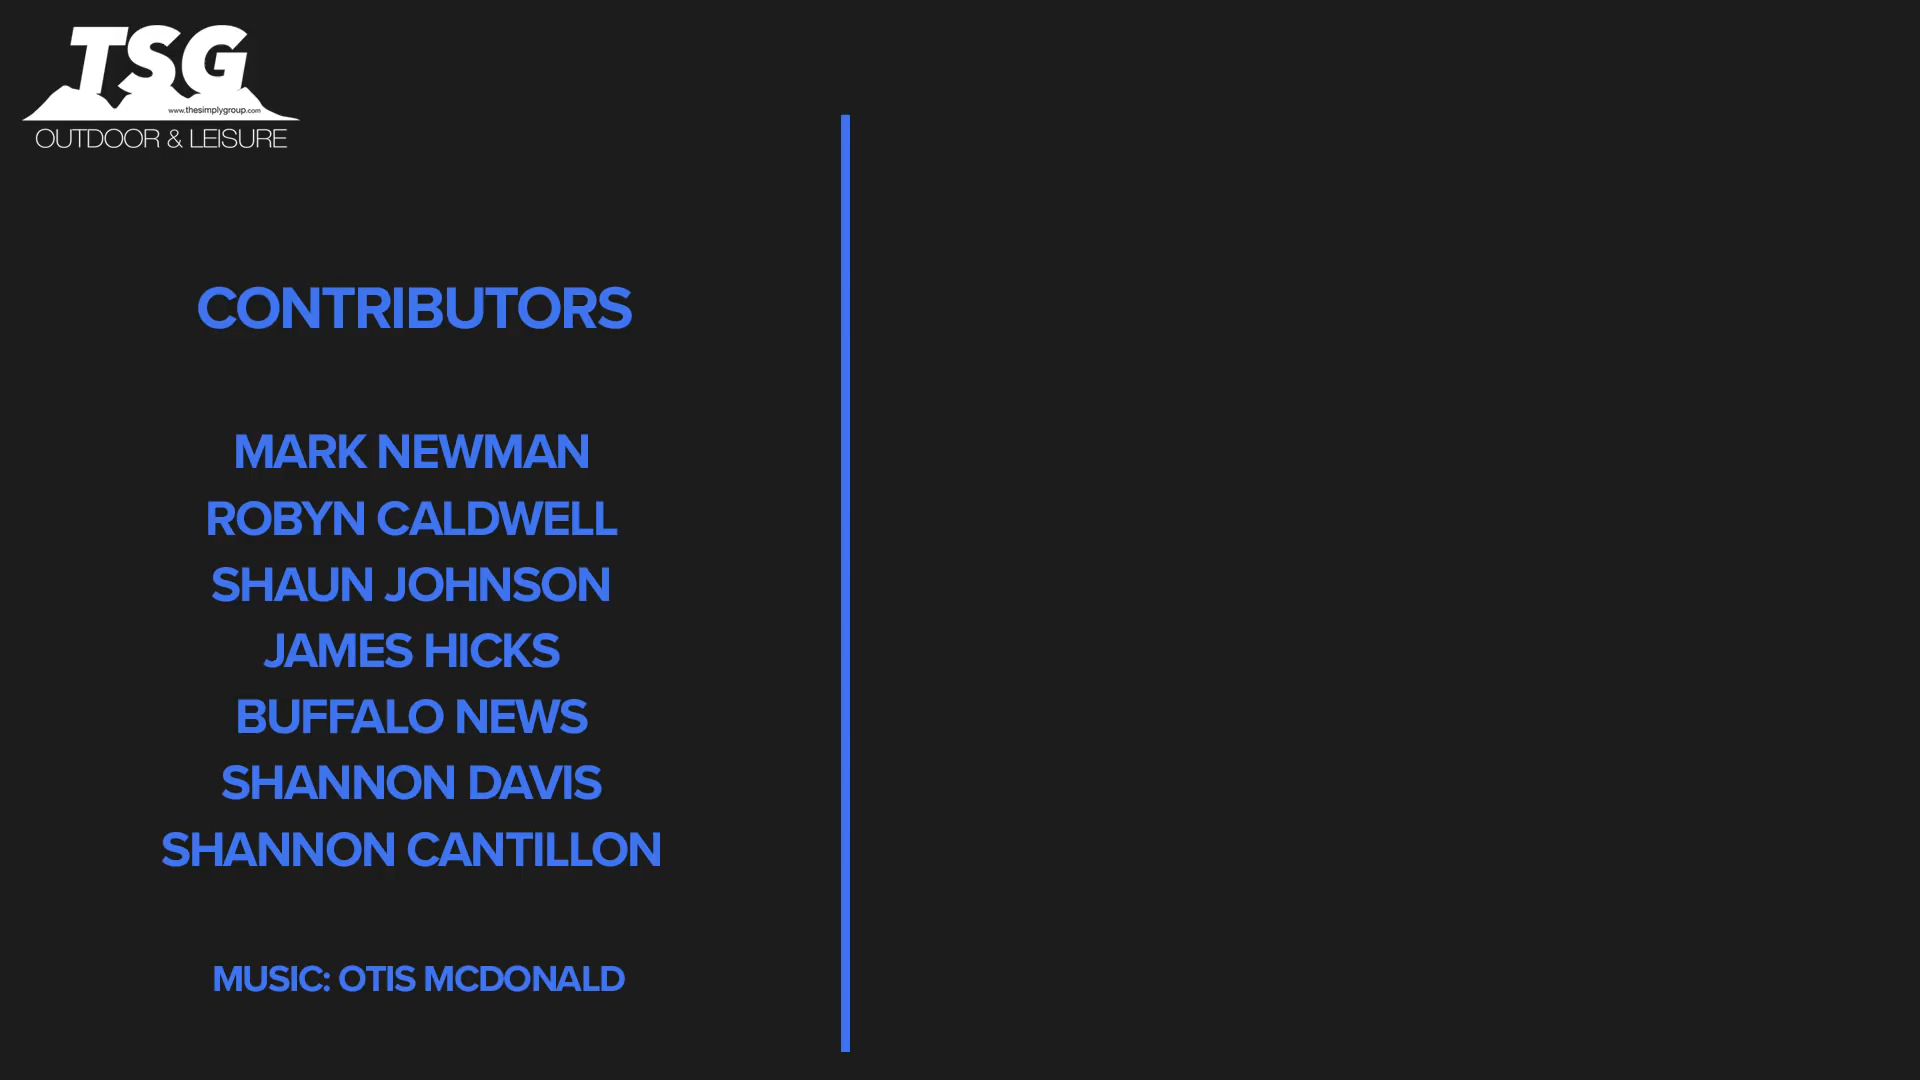 TSG
www.thesimplygroup.com
OUTDOOR & LEISURE
CONTRIBUTORS
MARK NEWMAN
ROBYN CALDWELL
SHAUN JOHNSON
JAMES HICKS
BUFFALO NEWS
SHANNON DAVIS
SHANNON CANTILLON
MUSIC: OTIS MCDONALD